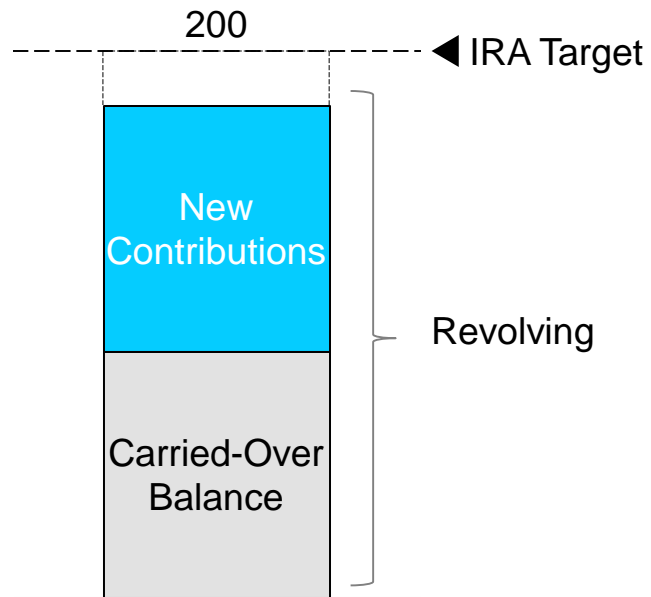 200
◀ IRA Target
New
Contributions
Revolving
Carried-Over
Balance